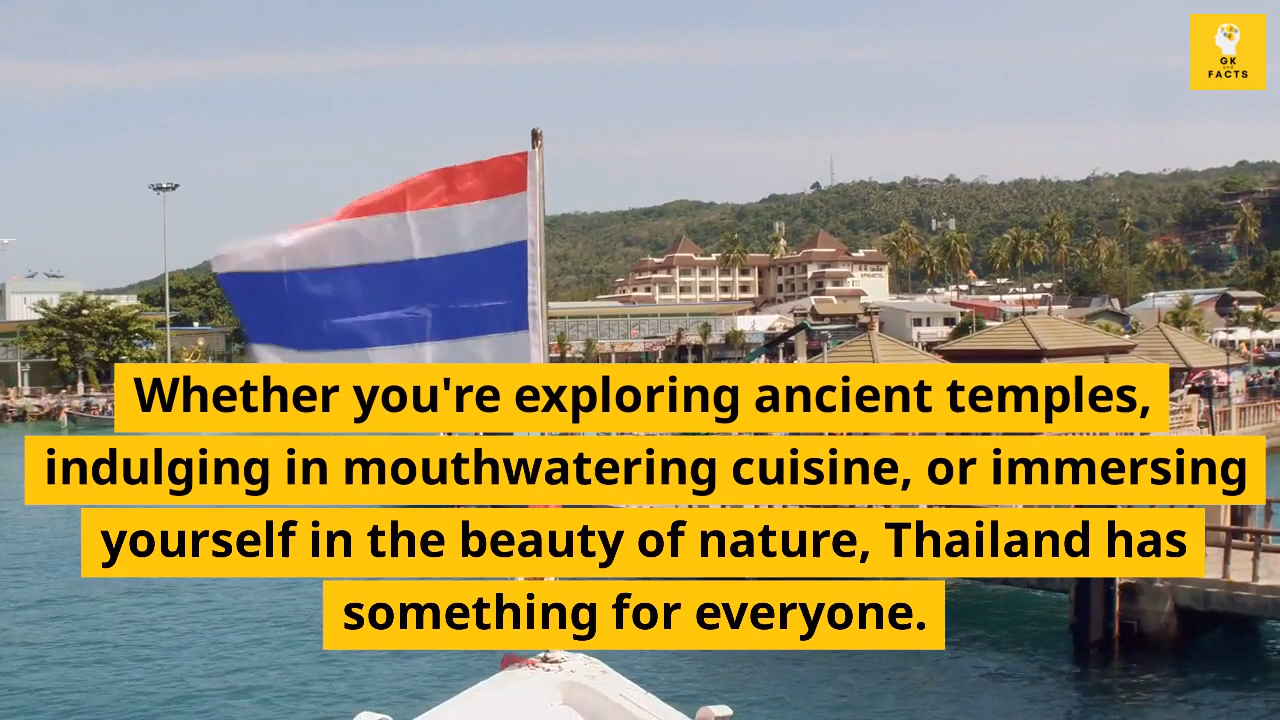 GK
and
FACTS
Whether you're exploring ancient temples,
indulging in mouthwatering cuisine, or immersing
yourself in the beauty of nature, Thailand has
something for everyone.